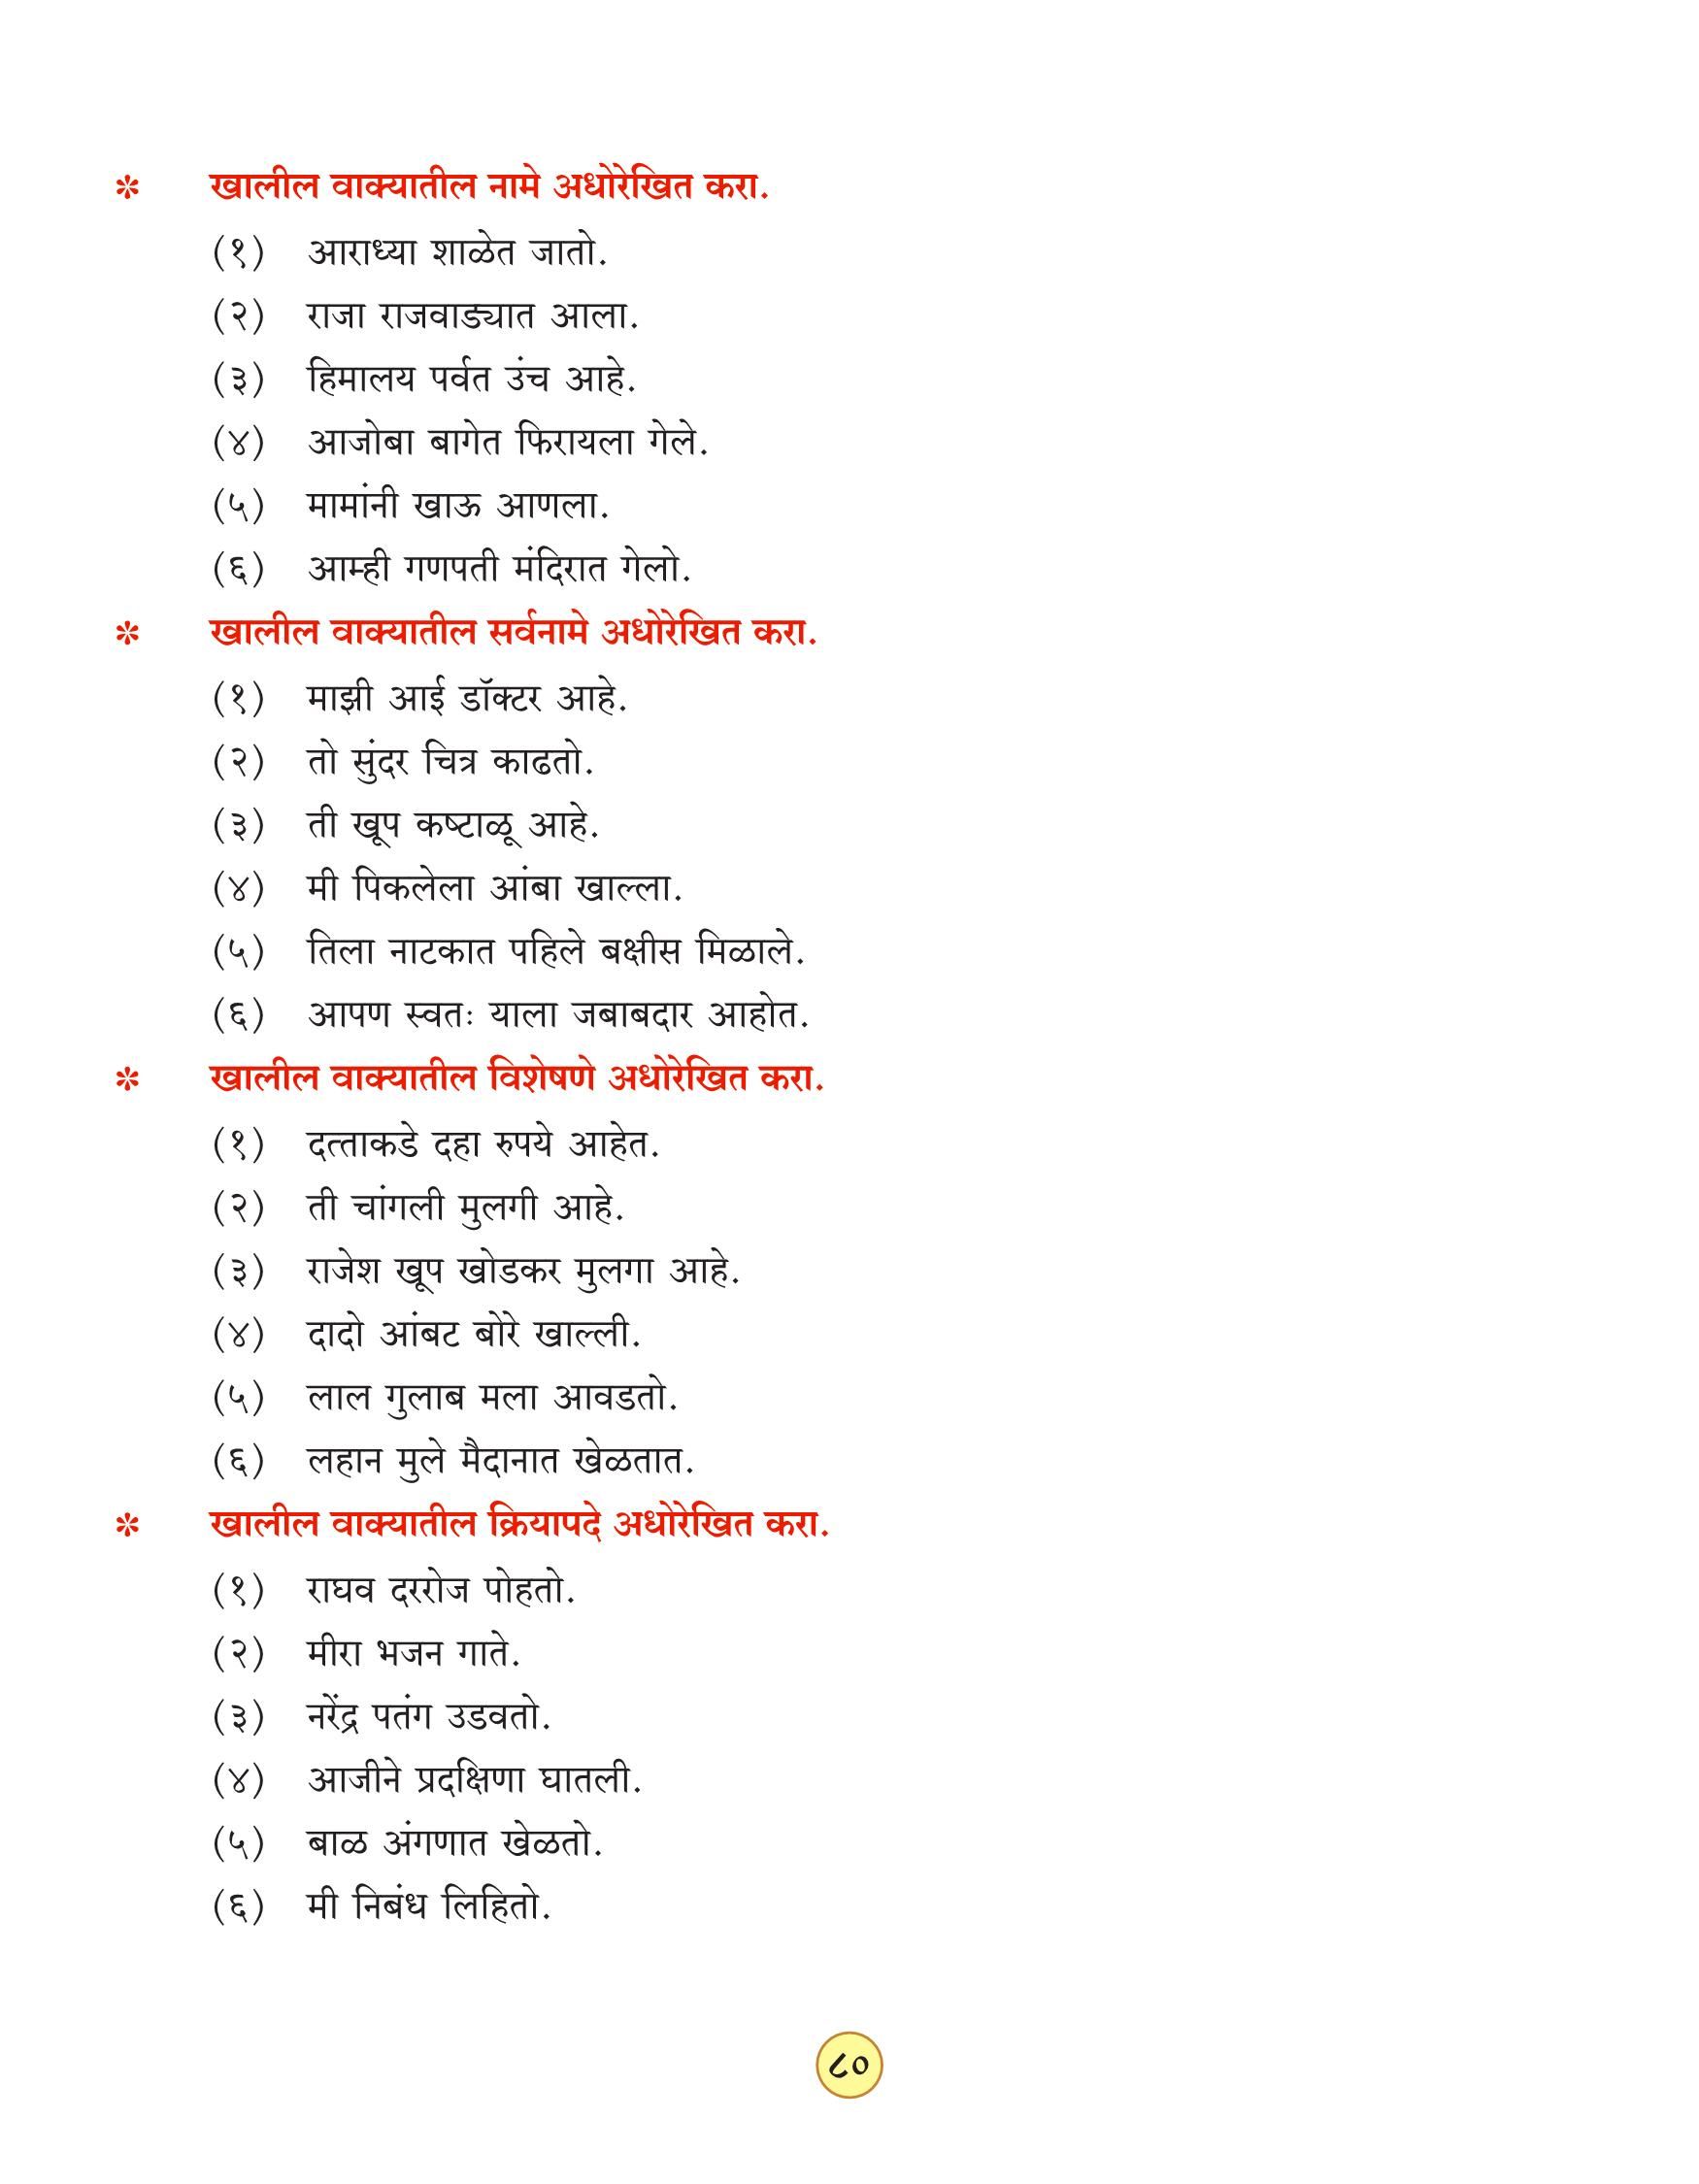 ✽ खालील वाक्यातील नामे अधोरेखित करा.
(१) आराध्या शाळेत जातो.
(२) राजा राजवाड्यात आला.
(३) हिमालय पर्वत उंच आहे.
(४) आजोबा बागेत फिरायला गेले.
(५) मामांनी खाऊ आणला.
(६) आम्ही गणपती मंदिरात गेलो.
✽ खालील वाक्यातील सर्वनामे अधोरेखित करा.
(१) माझी आई डॉक्टर आहे.
(२) तो सुंदर चित्र काढतो.
(३) ती खूप कष्टाळू आहे.
(४) मी पिकलेला आंबा खाल्ला.
(५) तिला नाटकात पहिले बक्षीस मिळाले.
(६) आपण स्वतः याला जबाबदार आहोत.
✽ खालील वाक्यातील विशेषणे अधोरेखित करा.
(१) दत्ताकडे दहा रुपये आहेत.
(२) ती चांगली मुलगी आहे.
(३) राजेश खूप खोडकर मुलगा आहे.
(४) दादो आंबट बोरे खाल्ली.
(५) लाल गुलाब मला आवडतो.
(६) लहान मुले मैदानात खेळतात.
✽ खालील वाक्यातील क्रियापदे अधोरेखित करा.
(१) राघव दररोज पोहतो.
(२) मीरा भजन गाते.
(३) नरेंद्र पतंग उडवतो.
(४) आजीने प्रदक्षिणा घातली.
(५) बाळ अंगणात खेळतो.
(६) मी निबंध लिहितो.
८०